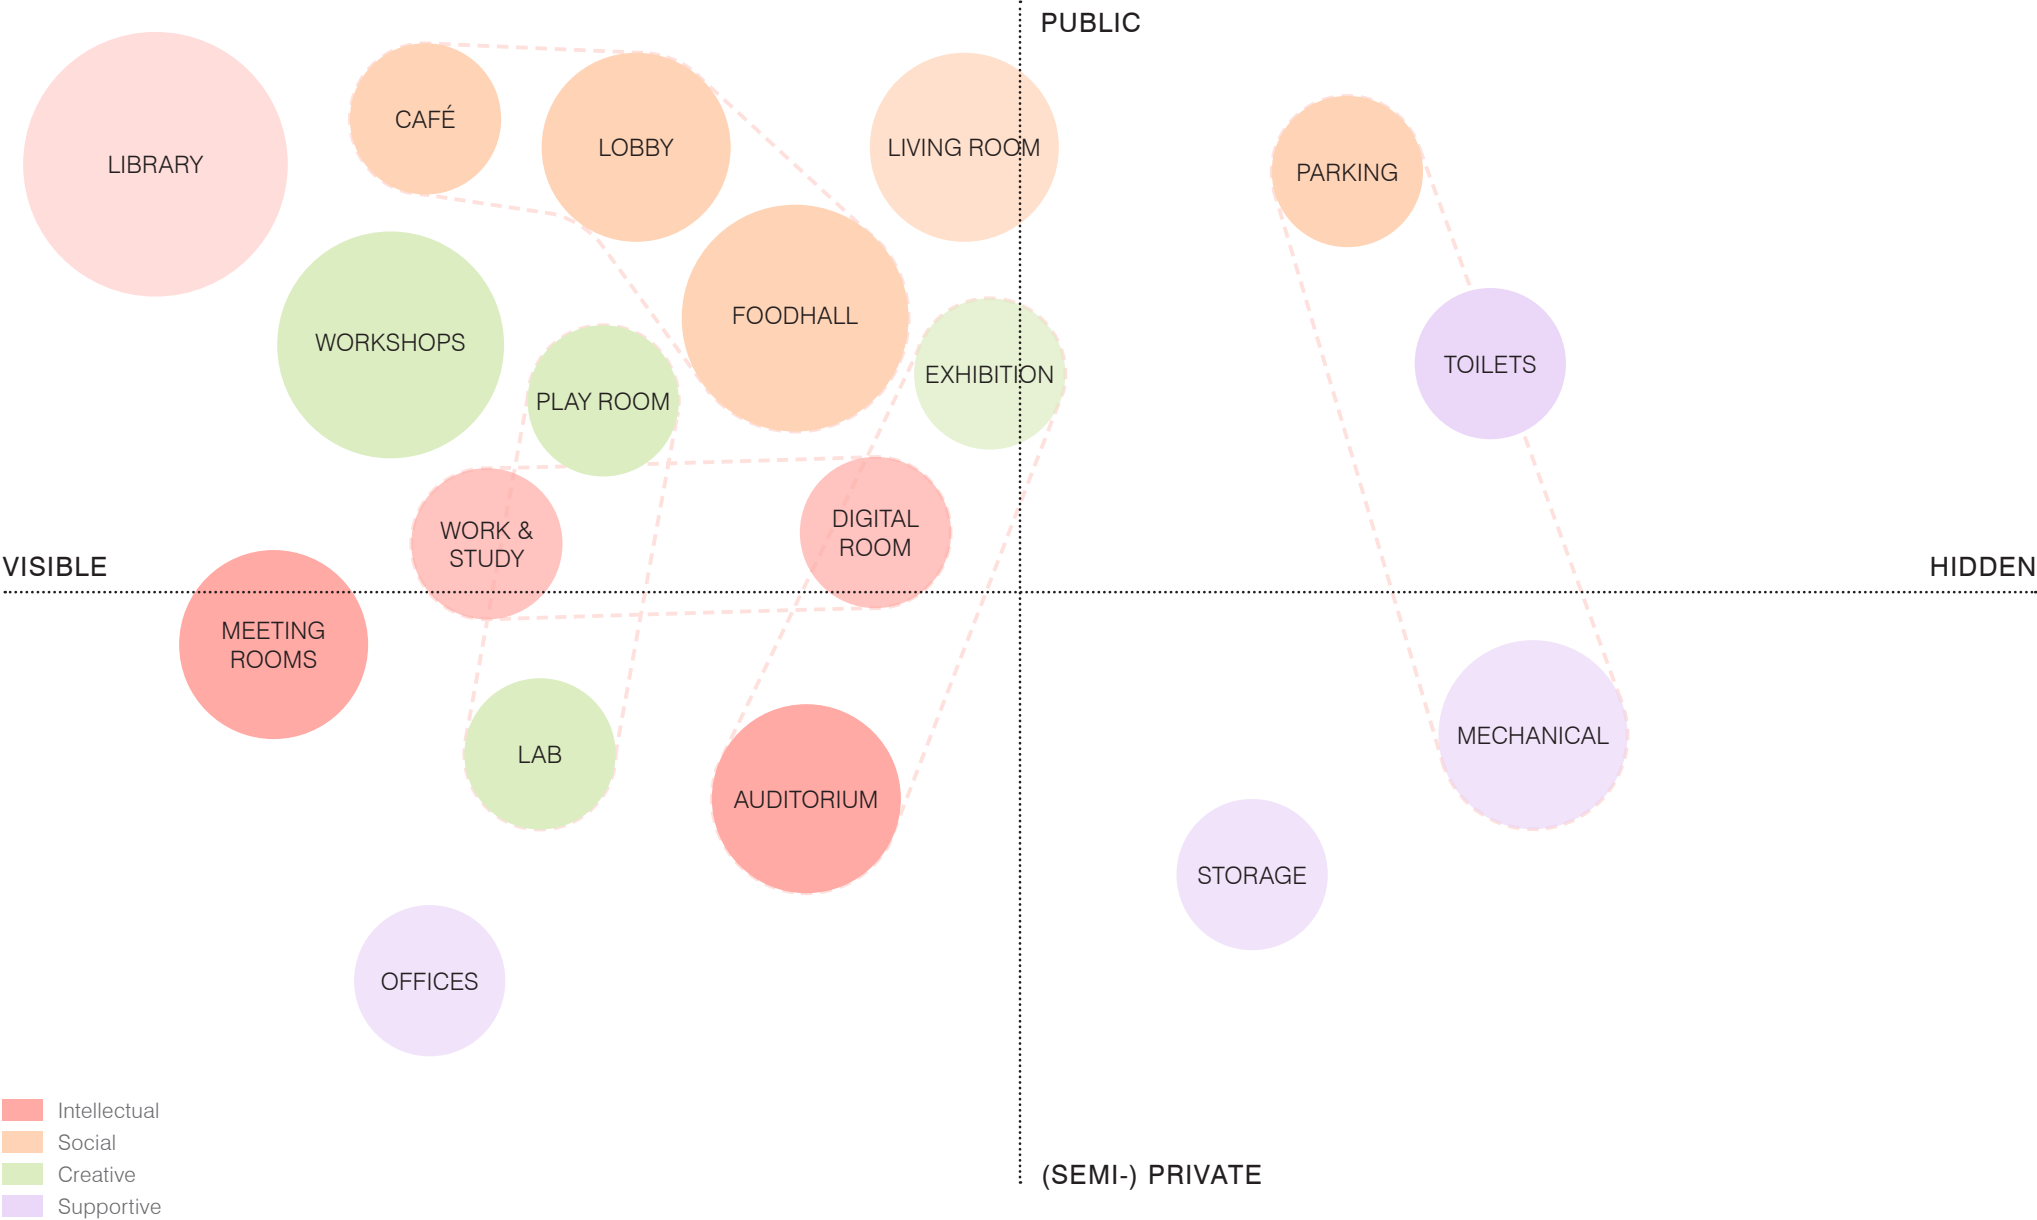 PUBLIC
CAFÉ
LOBBY
LIVING ROOM
LIBRARY
PARKING
FOODHALL
WORKSHOPS
TOILETS
EXHIBITION
PLAY ROOM
WORK &
STUDY
DIGITAL
ROOM
VISIBLE
HIDDEN
MEETING
ROOMS
MECHANICAL
LAB
AUDITORIUM
STORAGE
OFFICES
Intellectual
Social
Creative
Supportive
(SEMI-) PRIVATE